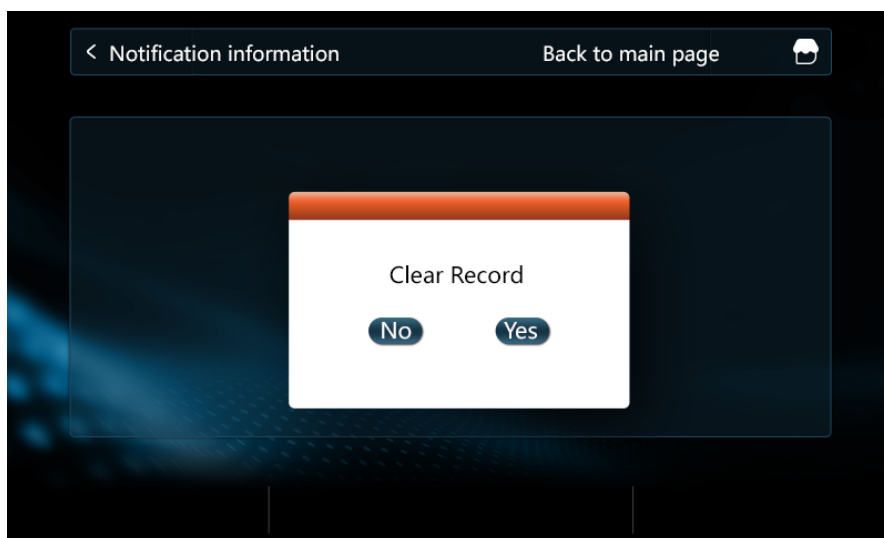 < Notification information Back to main page
Clear Record
No Yes